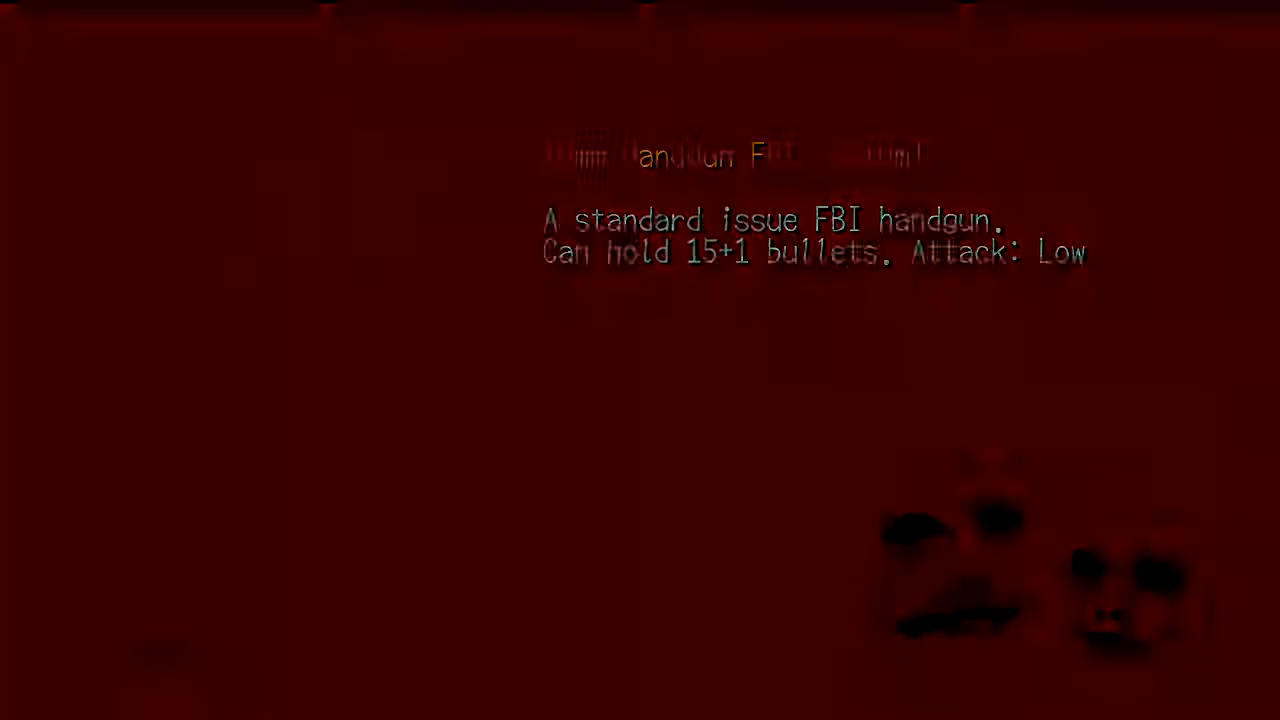 A standard issue FBI handgun.
Can hold 15+1 bullets. Attack: Low